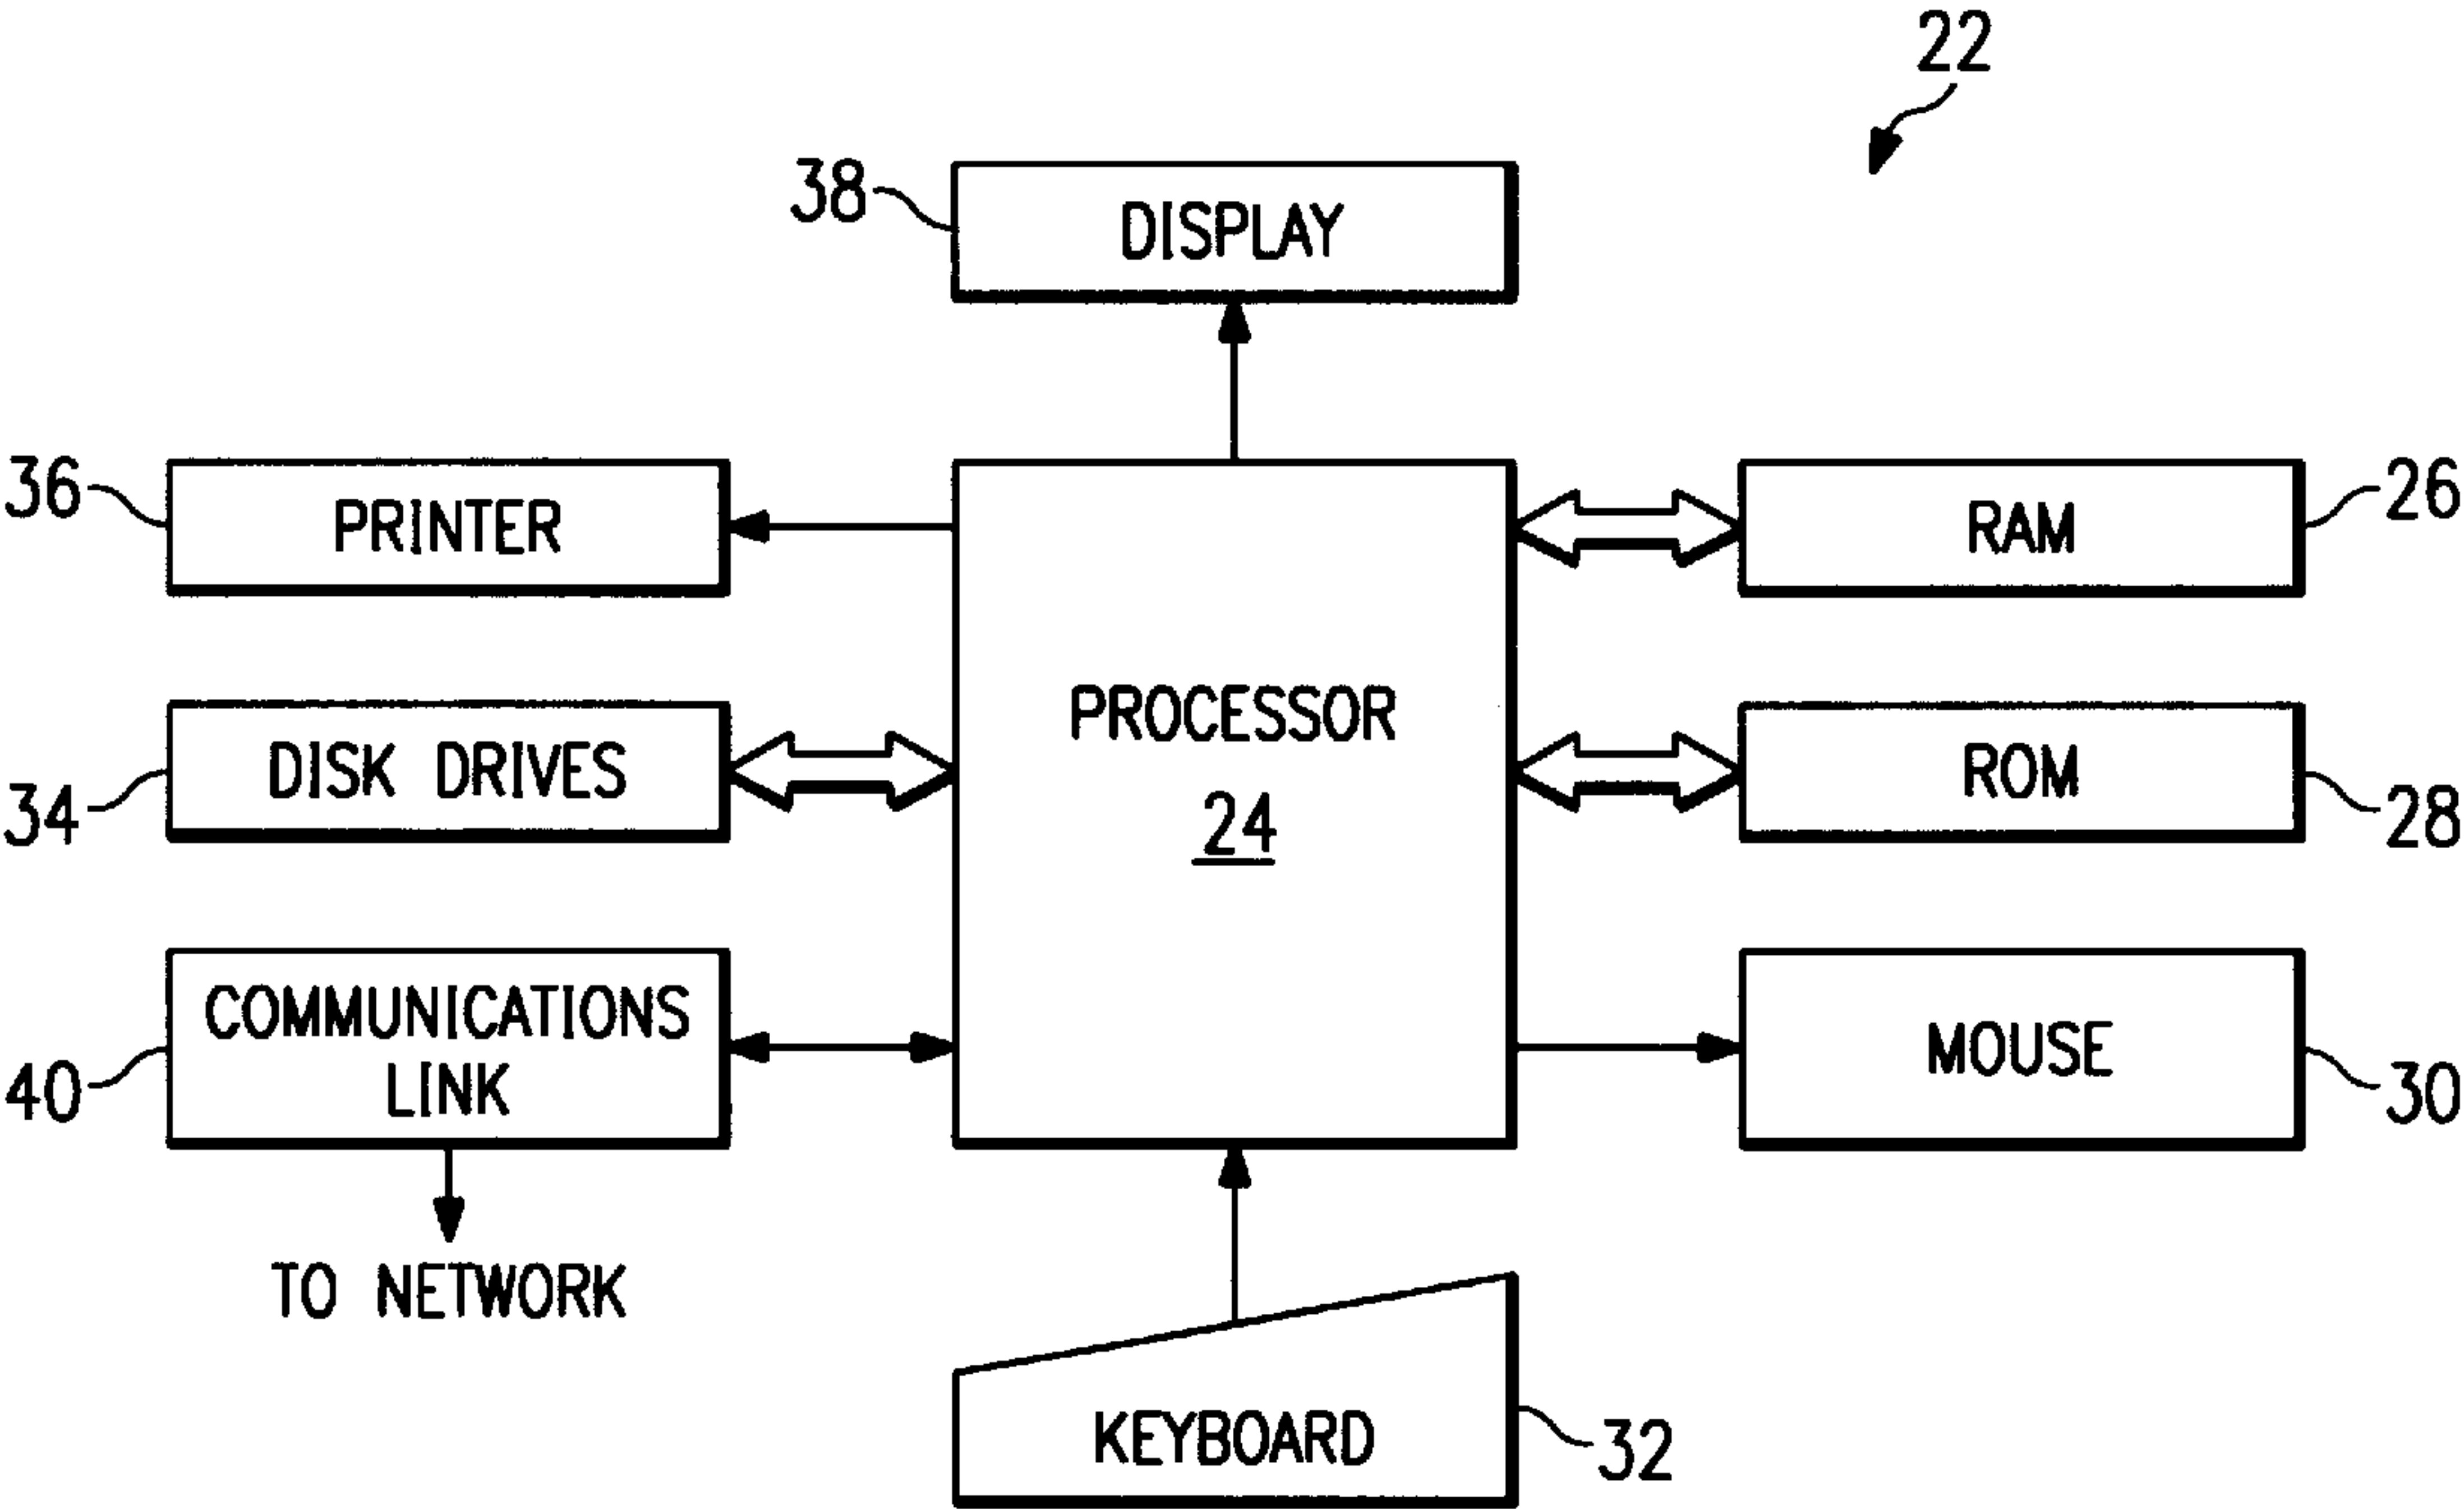 22
38
DISPLAY
36
PRINTER
RAM
26
PROCESSOR
24
34
DISK DRIVES
ROM
28
40
COMMUNICATIONS
LINK
MOUSE
30
TO NETWORK
KEYBOARD
32